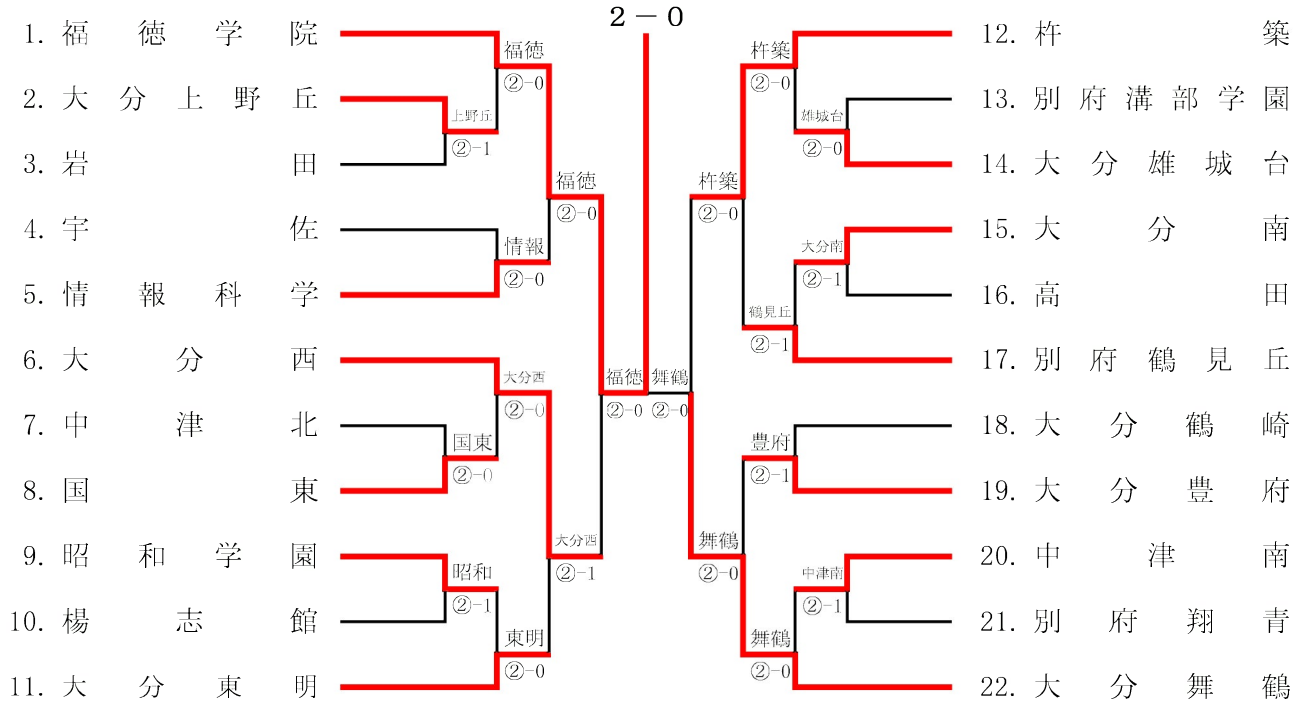 2－0
1. 福徳学院
福徳
②-0
2. 大分上野丘
上野丘
②-1
3. 岩田
福徳
②-0
4. 宇佐
情報
②-0
5. 情報科学
6. 大分西
大分西
②-0
福徳
②-0
7. 中津北
国東
②-0
8. 国東
大分西
②-1
9. 昭和学園
昭和
②-1
10. 楊志館
東明
②-0
11. 大分東明
12. 杵築
杵築
②-0
13. 別府溝部学園
雄城台
②-0
14. 大分雄城台
杵築
②-0
15. 大分南
大分南
②-1
16. 高田
鶴見丘
②-1
17. 別府鶴見丘
舞鶴
②-0
18. 大分鶴崎
豊府
②-1
19. 大分豊府
舞鶴
②-0
20. 中津南
中津南
②-1
21. 別府翔青
舞鶴
②-0
22. 大分舞鶴